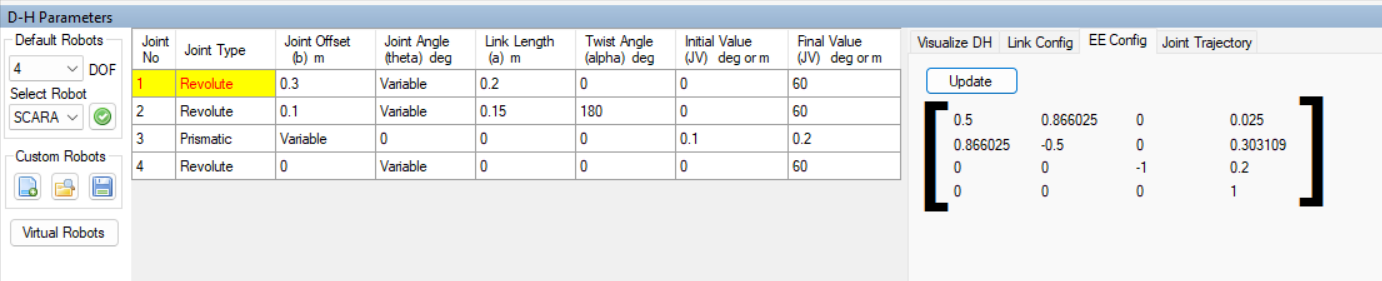 D-H Parameters
Default Robots
4 DOF
Select Robot
SCARA
Custom Robots
Virtual Robots
Joint No Joint Type Joint Offset (b) m Joint Angle (theta) deg Link Length (a) m Twist Angle (alpha) deg Initial Value (JV) deg or m Final Value (JV) deg or m
1 Revolute 0.3 Variable 0.2 0 0 60
2 Revolute 0.1 Variable 0.15 180 0 60
3 Prismatic Variable 0 0 0 0.1 0.2
4 Revolute 0 Variable 0 0 0 60
Visualize DH Link Config EE Config Joint Trajectory
Update
0.5 0.866025 0 0.025
0.866025 -0.5 0 0.303109
0 0 -1 0.2
0 0 0 1